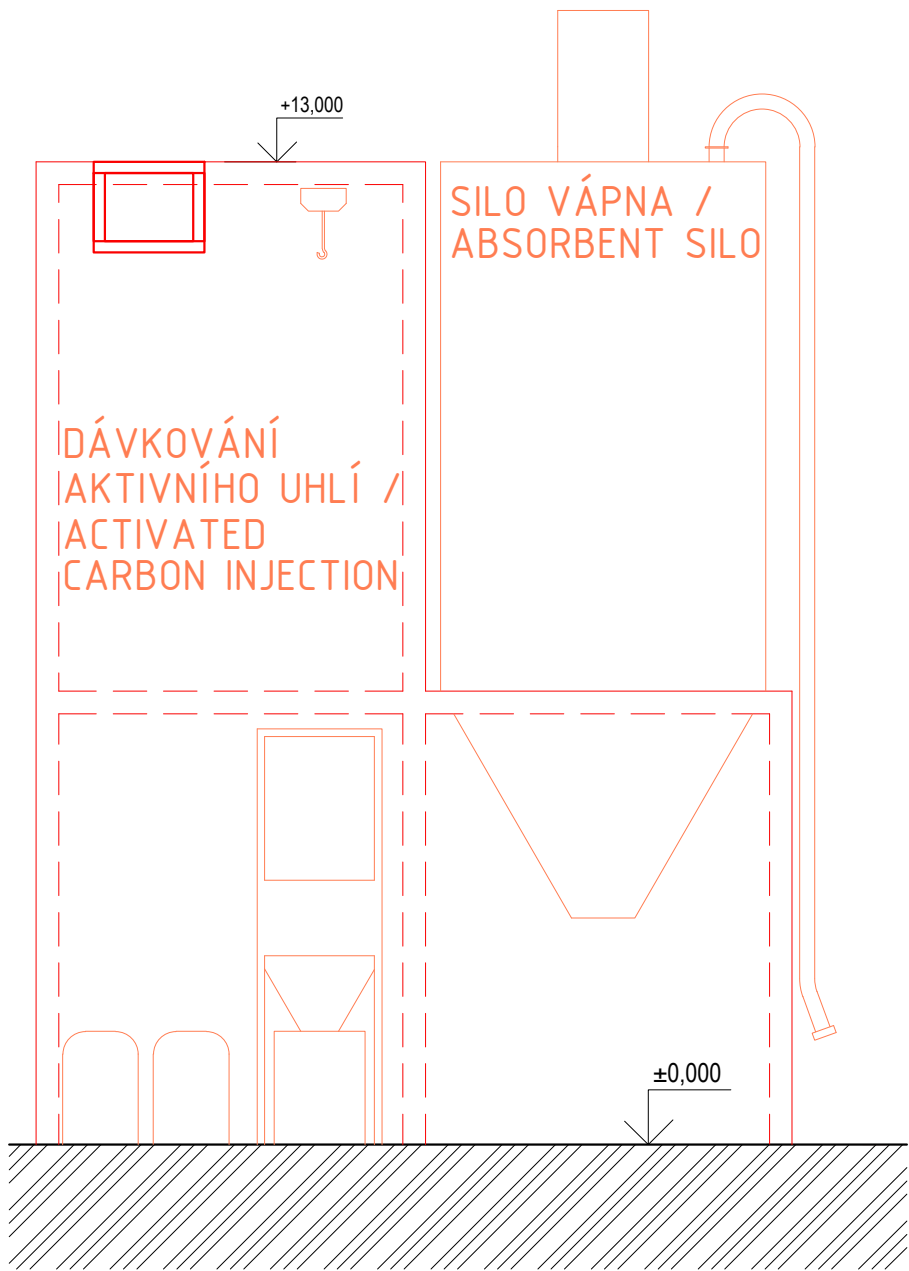 +13,000
SILO VÁPNA /
ABSORBENT SILO
DÁVKOVÁNÍ
AKTIVNÍHO UHLÍ /
ACTIVATED
CARBON INJECTION
±0,000